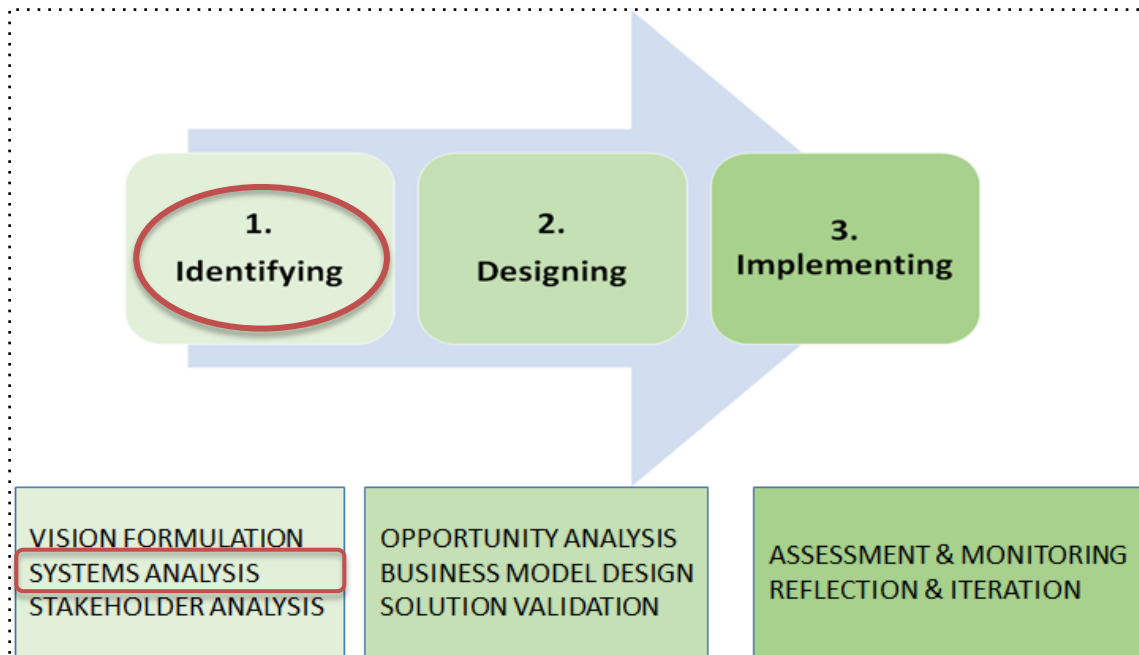 1.
Identifying
2.
Designing
3.
Implementing
VISION FORMULATION
SYSTEMS ANALYSIS
STAKEHOLDER ANALYSIS
OPPORTUNITY ANALYSIS
BUSINESS MODEL DESIGN
SOLUTION VALIDATION
ASSESSMENT & MONITORING
REFLECTION & ITERATION